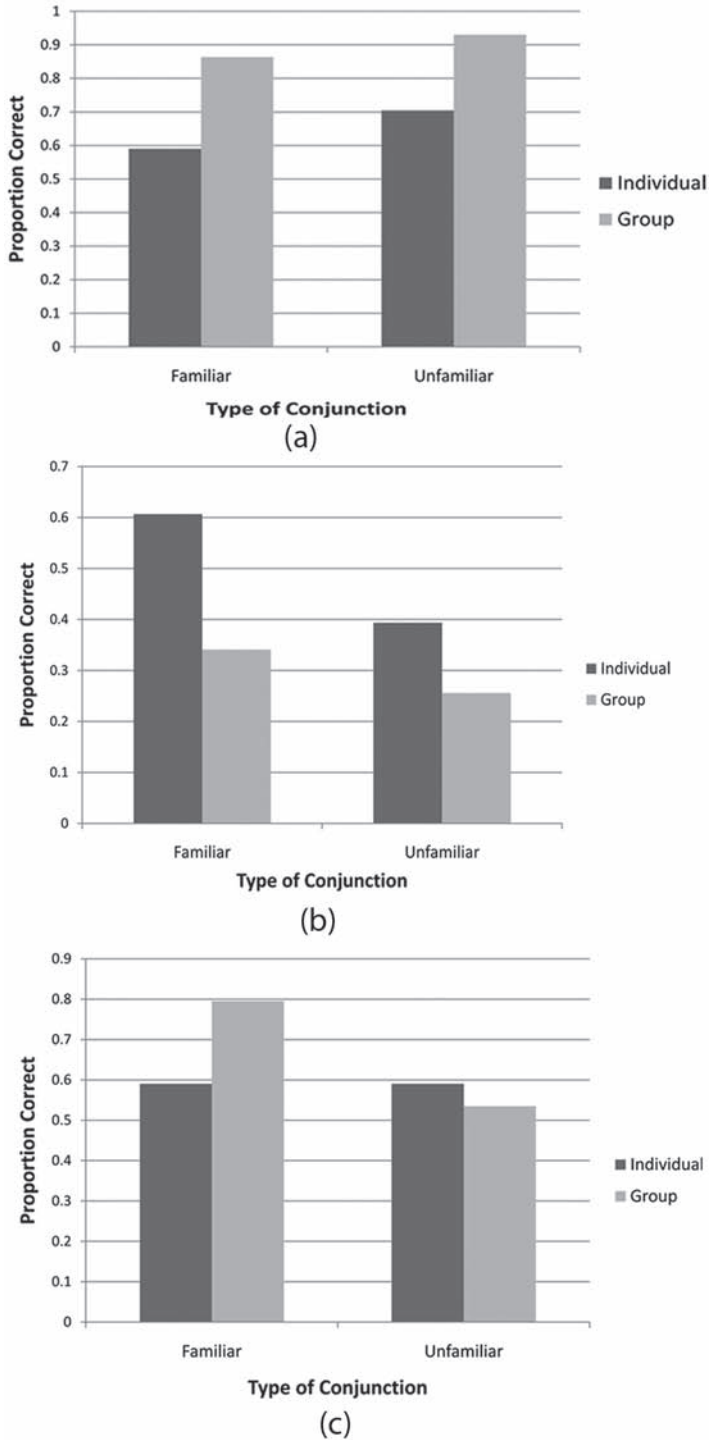 1
0.9
0.8
0.7
0.6
0.5
0.4
0.3
0.2
0.1
0
Proportion Correct
Individual
Group
Familiar Unfamiliar
Type of Conjunction
(a)
0.7
0.6
0.5
0.4
0.3
0.2
0.1
0
Proportion Correct
Individual
Group
Familiar Unfamiliar
Type of Conjunction
(b)
0.9
0.8
0.7
0.6
0.5
0.4
0.3
0.2
0.1
0
Proportion Correct
Individual
Group
Familiar Unfamiliar
Type of Conjunction
(c)